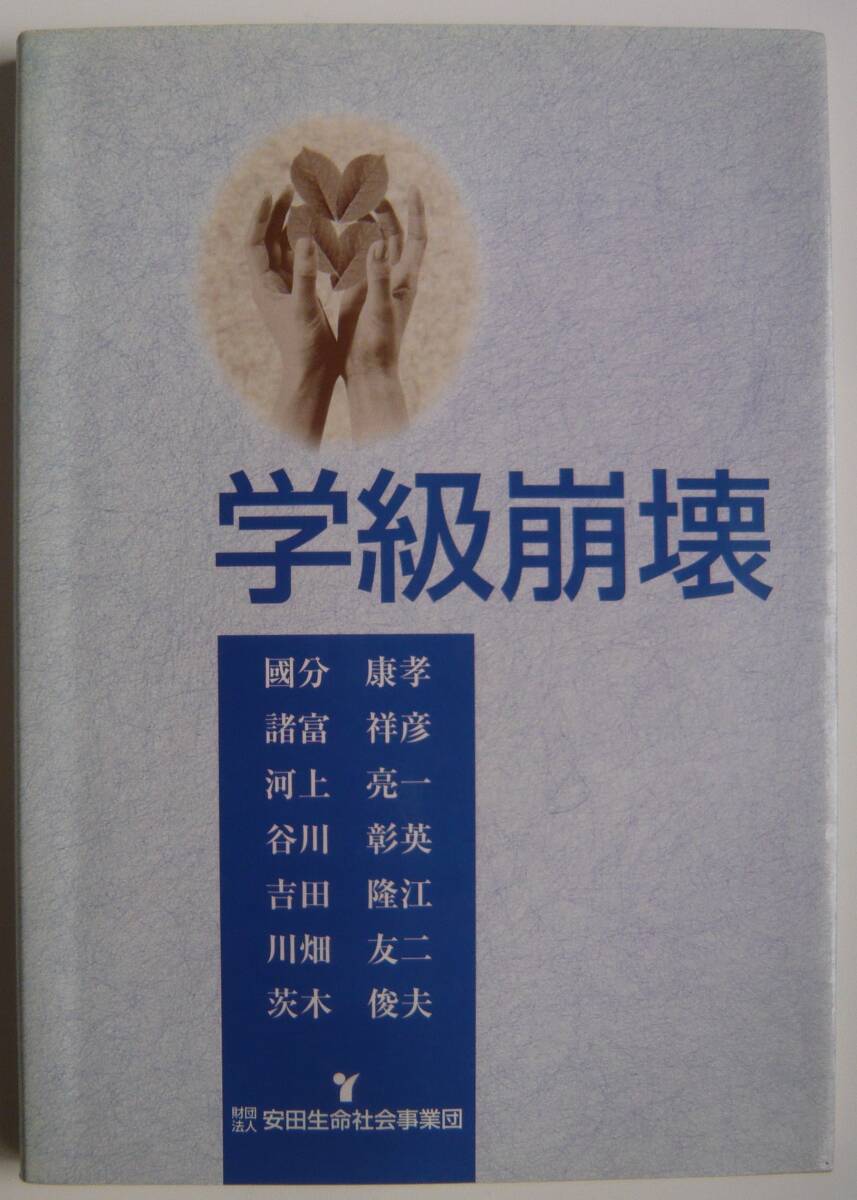 学級崩壊
國分 康孝
諸富 祥彦
河上 亮一
谷川 彰英
吉田 隆江
川畑 友二
茨木 俊夫
財団法人 安田生命社会事業団